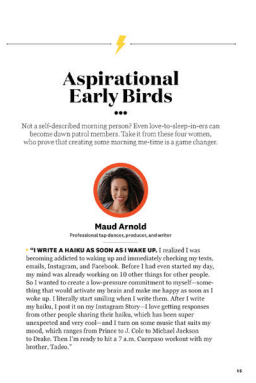 Aspirational
Early Birds
Not a self-described morning person? Even love-to-sleep-in-ers can
become dawn patrol members. Take it from these four women,
who prove that creating some morning me-time is a game changer.
Maud Arnold
Professional tap dancer, producer, and writer
"I WRITE A HAIKU AS SOON AS I WAKE UP. I realized I was
becoming addicted to waking up and immediately checking my texts,
emails, Instagram, and Facebook. Before I had even started my day,
my mind was already working on 10 other things for other people.
So I wanted to create a low-pressure commitment to myself—some-
thing that would activate my brain and make me happy as soon as I
woke up. I literally start smiling when I write them. After I write
my haiku, I post it on my Instagram Story—I love getting responses
from other people sharing their haiku, which has been super
unexpected and very cool—and I turn on some music that suits my
mood, which ranges from Prince to J. Cole to Michael Jackson
to Drake. Then I'm ready to hit a 7 a.m. Cuerpaso workout with my
brother, Tadeo."